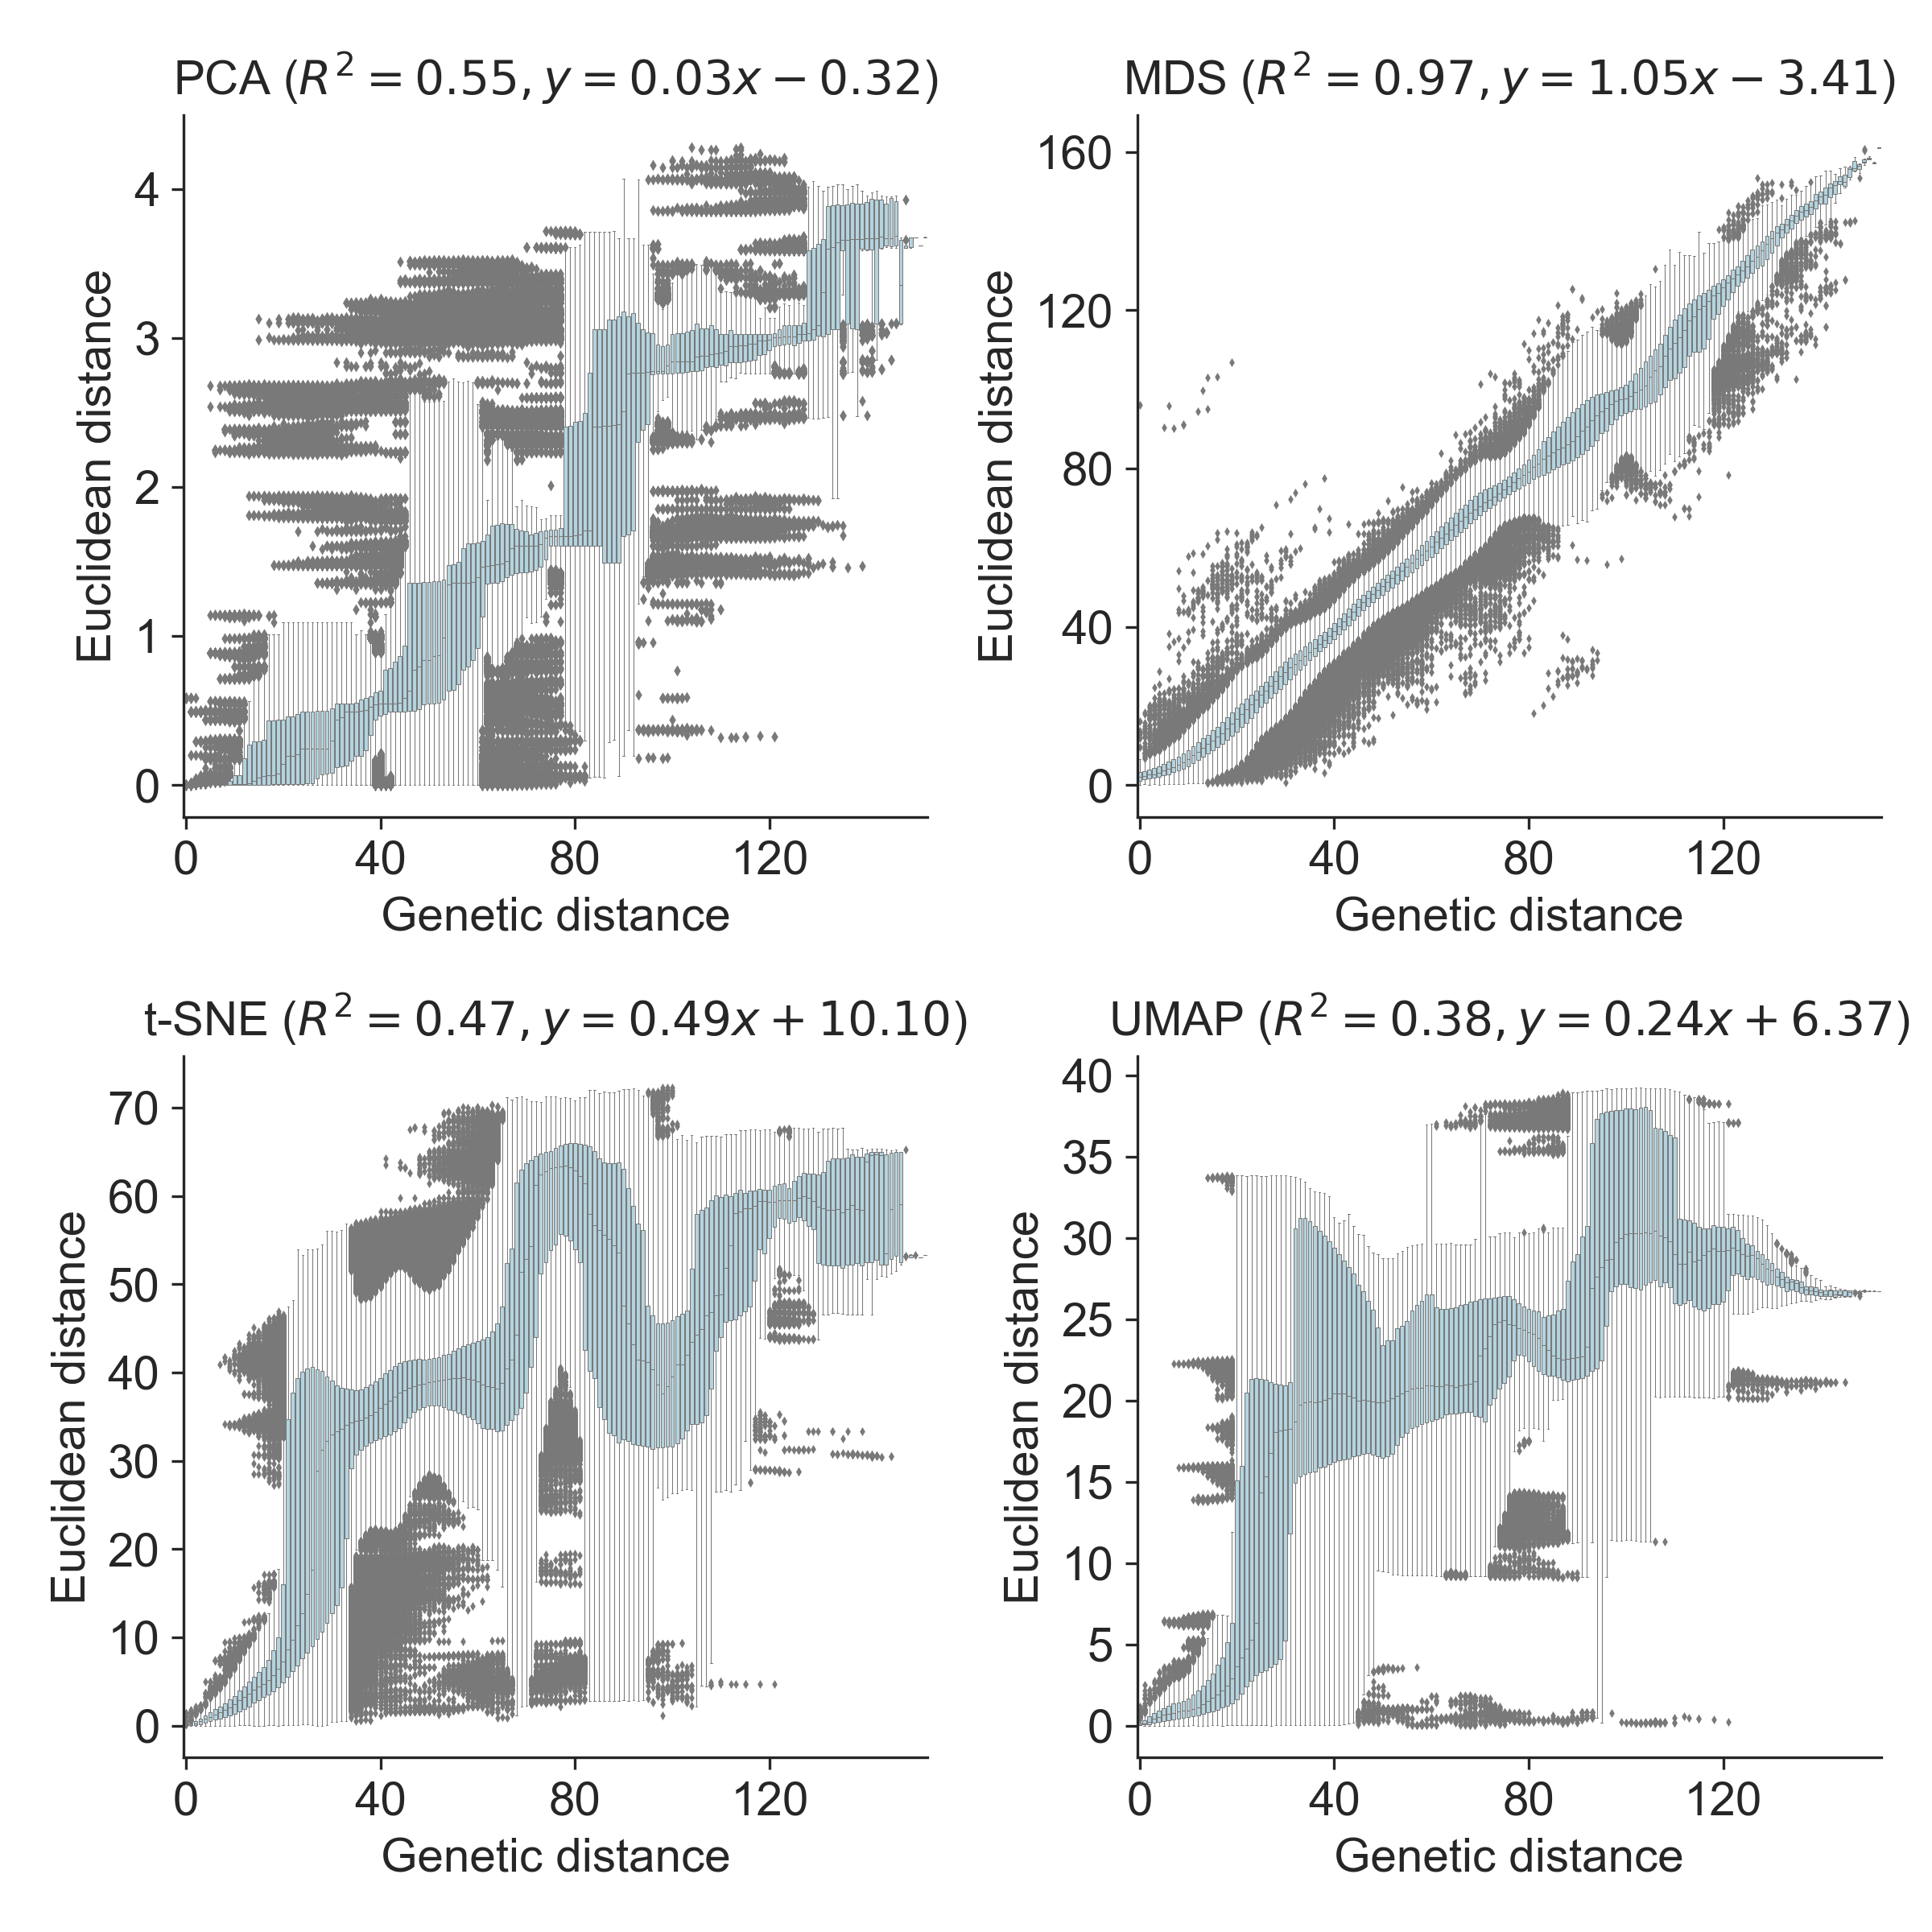 PCA (R² = 0.55, y = 0.03x − 0.32)
4
3
2
1
0
Euclidean distance
0 40 80 120
Genetic distance
MDS (R² = 0.97, y = 1.05x − 3.41)
160
120
80
40
0
Euclidean distance
0 40 80 120
Genetic distance
t-SNE (R² = 0.47, y = 0.49x + 10.10)
70
60
50
40
30
20
10
0
Euclidean distance
0 40 80 120
Genetic distance
UMAP (R² = 0.38, y = 0.24x + 6.37)
40
35
30
25
20
15
10
5
0
Euclidean distance
0 40 80 120
Genetic distance